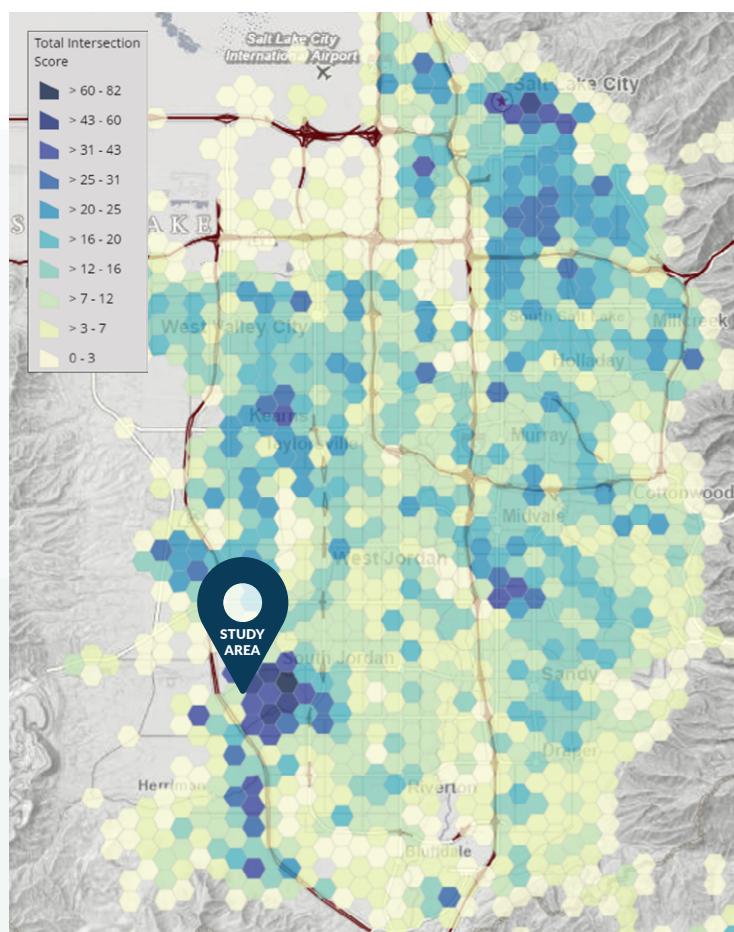 Total Intersection
Score
> 60 - 82
> 43 - 60
> 31 - 43
> 25 - 31
> 20 - 25
> 16 - 20
> 12 - 16
> 7 - 12
> 3 - 7
0 - 3
Salt Lake City
International Airport
Salt Lake City
S
AKE
West Valley City
South Salt Lake
Millcreek
Holladay
Kearns
Taylorsville
Murray
Cottonwood
Midvale
West Jordan
STUDY
AREA
South Jordan
Sandy
Draper
Herriman
Riverton
Bluffdale